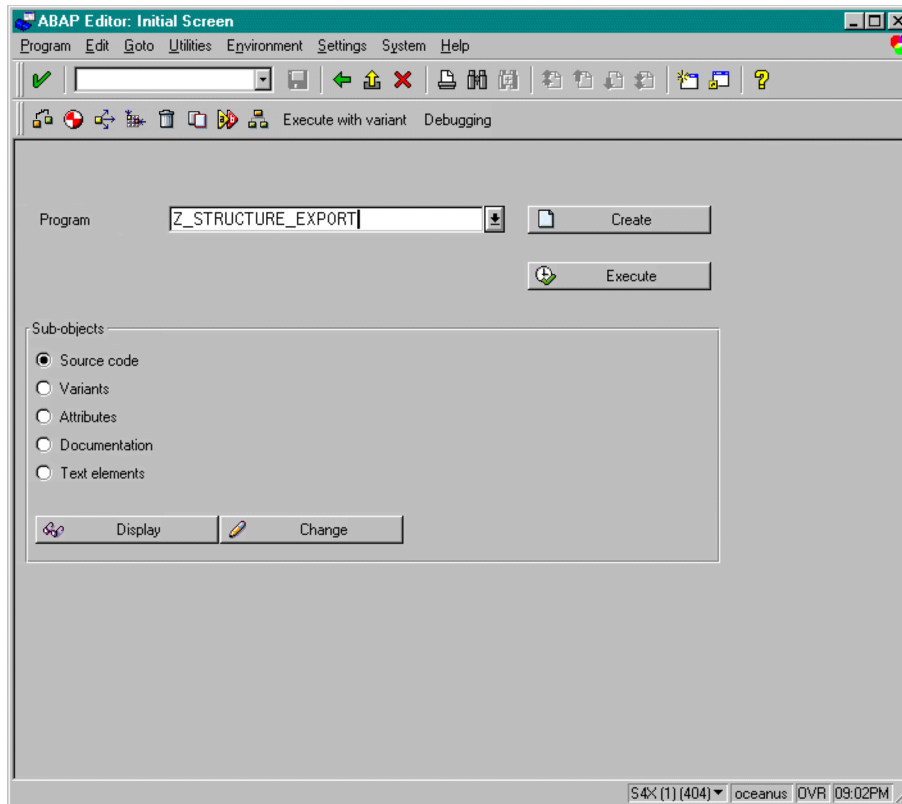 ABAP Editor: Initial Screen
Program Edit Goto Utilities Environment Settings System Help
Execute with variant Debugging
Program Z_STRUCTURE_EXPORT Create
Execute
Sub-objects
Source code
Variants
Attributes
Documentation
Text elements
Display Change
S4X (1) (404) oceanus OVR 09:02PM